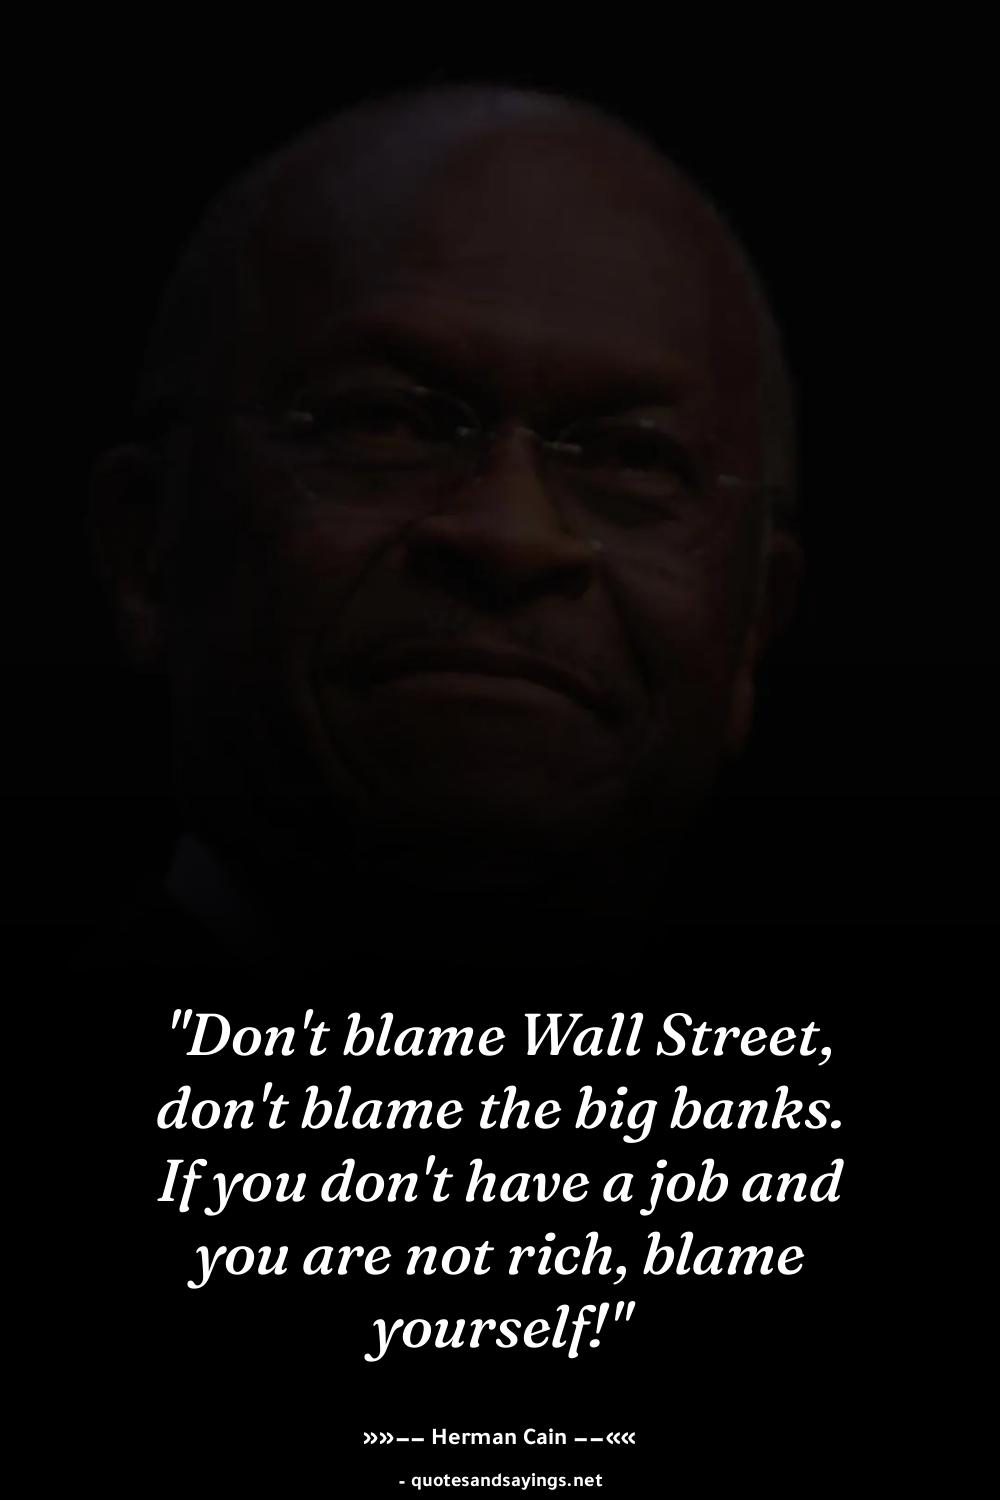 "Don't blame Wall Street,
don't blame the big banks.
If you don't have a job and
you are not rich, blame
yourself!"
»»–– Herman Cain ––««
- quotesandsayings.net